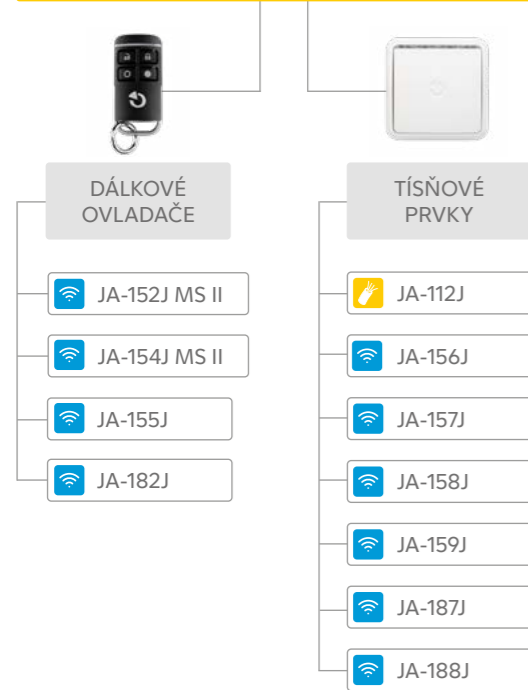 DÁLKOVÉ
OVLADAČE
JA-152J MS II
JA-154J MS II
JA-155J
JA-182J
TÍSŇOVÉ
PRVKY
JA-112J
JA-156J
JA-157J
JA-158J
JA-159J
JA-187J
JA-188J